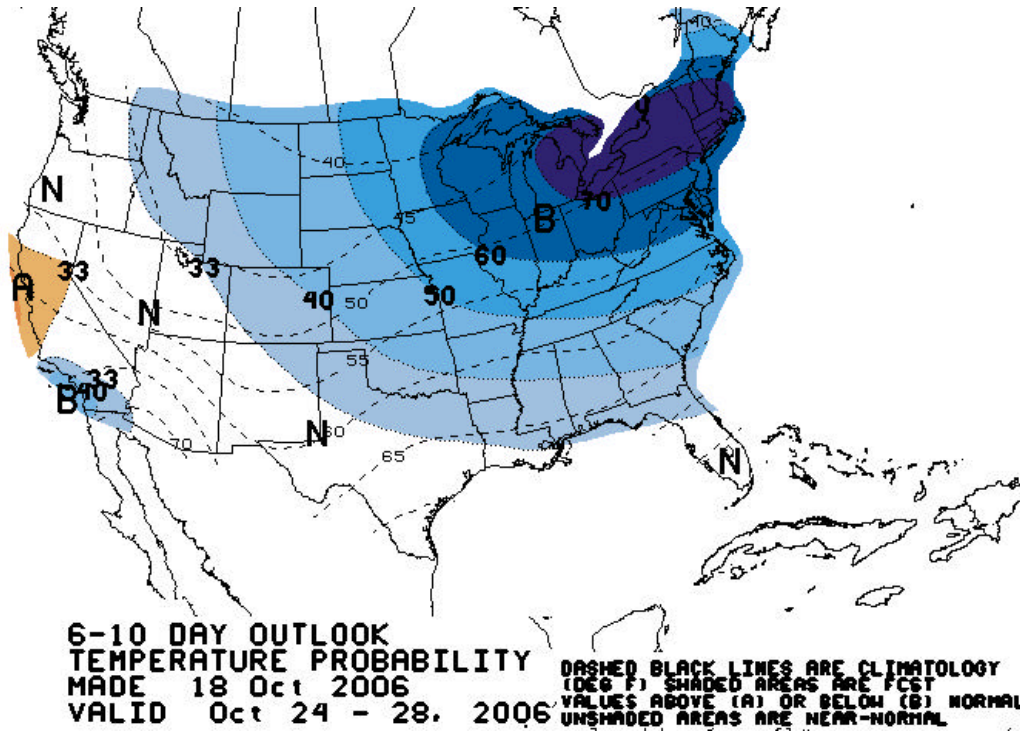 40
N
40
45
70
B
60
A
33
33
N
40
50
50
55
33
B
40
N
60
70
65
N
6-10 DAY OUTLOOK
TEMPERATURE PROBABILITY
MADE 18 Oct 2006
VALID Oct 24 - 28, 2006
DASHED BLACK LINES ARE CLIMATOLOGY
(DEG F) SHADED AREAS ARE FCST
VALUES ABOVE (A) OR BELOW (B) NORMAL
UNSHADED AREAS ARE NEAR-NORMAL